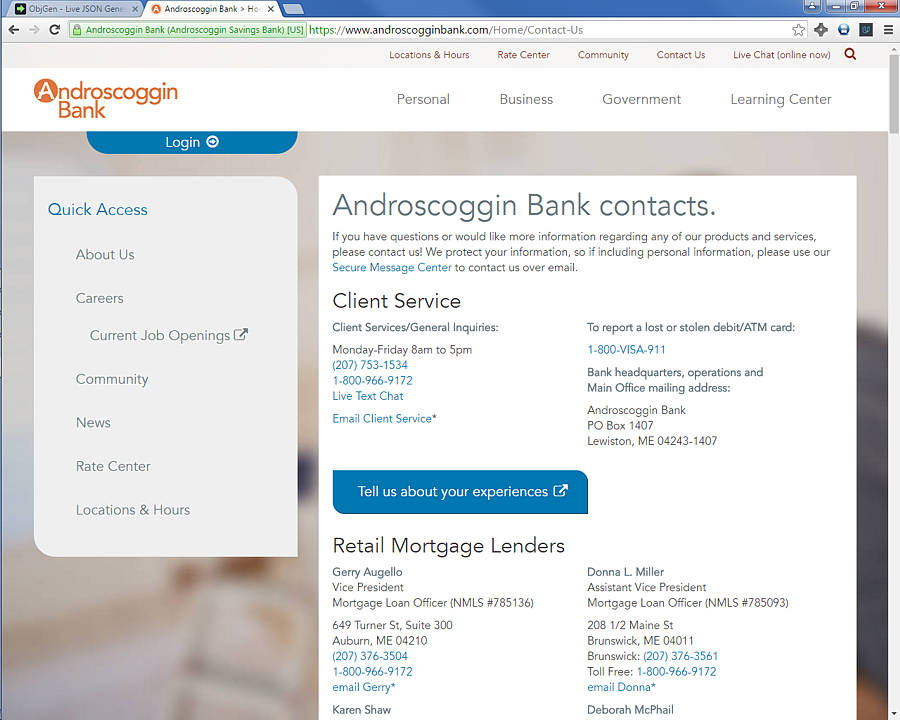 ObjGen - Live JSON Gene
Androscoggin Bank > Ho
Androscoggin Bank (Androscoggin Savings Bank) [US]
https://www.androscogginbank.com/Home/Contact-Us
Locations & Hours
Rate Center
Community
Contact Us
Live Chat (online now)
Androscoggin
Bank
Personal
Business
Government
Learning Center
Login
Quick Access
About Us
Careers
Current Job Openings
Community
News
Rate Center
Locations & Hours
Androscoggin Bank contacts.
If you have questions or would like more information regarding any of our products and services,
please contact us! We protect your information, so if including personal information, please use our
Secure Message Center to contact us over email.
Client Service
Client Services/General Inquiries:
Monday-Friday 8am to 5pm
(207) 753-1534
1-800-966-9172
Live Text Chat
Email Client Service*
To report a lost or stolen debit/ATM card:
1-800-VISA-911
Bank headquarters, operations and
Main Office mailing address:
Androscoggin Bank
PO Box 1407
Lewiston, ME 04243-1407
Tell us about your experiences
Retail Mortgage Lenders
Gerry Augello
Vice President
Mortgage Loan Officer (NMLS #785136)
649 Turner St, Suite 300
Auburn, ME 04210
(207) 376-3504
1-800-966-9172
email Gerry*
Karen Shaw
Donna L. Miller
Assistant Vice President
Mortgage Loan Officer (NMLS #785093)
208 1/2 Maine St
Brunswick, ME 04011
Brunswick: (207) 376-3561
Toll Free: 1-800-966-9172
email Donna*
Deborah McPhail